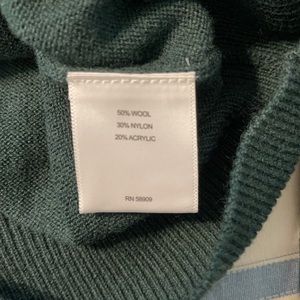 50% WOOL
30% NYLON
20% ACRYLIC
RN 58909